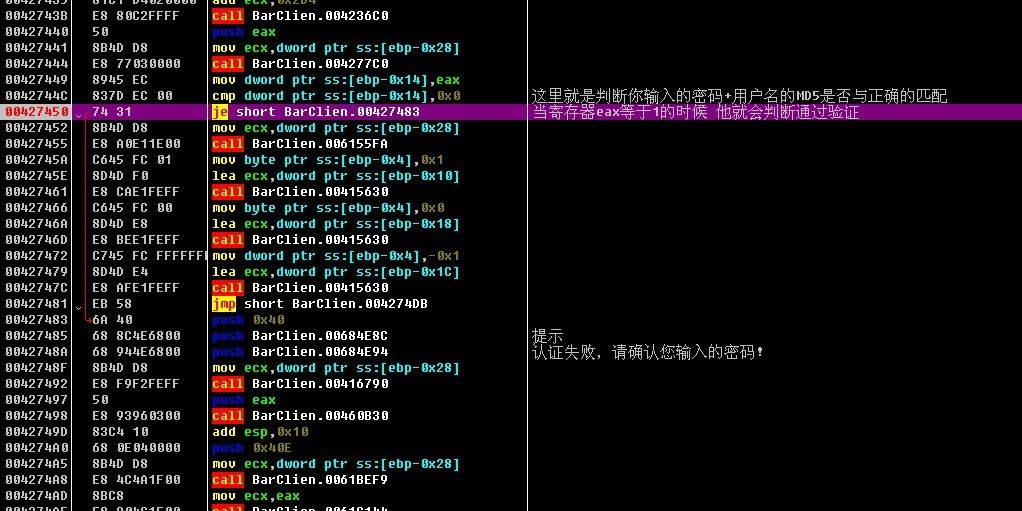 00427435 81C1 D4020000 add ecx,0x2D4
0042743B E8 80C2FFFF call BarClien.004236C0
00427440 50 push eax
00427441 8B4D D8 mov ecx,dword ptr ss:[ebp-0x28]
00427444 E8 77030000 call BarClien.004277C0
00427449 8945 EC mov dword ptr ss:[ebp-0x14],eax
0042744C 837D EC 00 cmp dword ptr ss:[ebp-0x14],0x0 这里就是判断你输入的密码+用户名的MD5是否与正确的匹配
00427450 74 31 je short BarClien.00427483 当寄存器eax等于1的时候 他就会判断通过验证
00427452 8B4D D8 mov ecx,dword ptr ss:[ebp-0x28]
00427455 E8 A0E11E00 call BarClien.006155FA
0042745A C645 FC 01 mov byte ptr ss:[ebp-0x4],0x1
0042745E 8D4D F0 lea ecx,dword ptr ss:[ebp-0x10]
00427461 E8 CAE1FEFF call BarClien.00415630
00427466 C645 FC 00 mov byte ptr ss:[ebp-0x4],0x0
0042746A 8D4D E8 lea ecx,dword ptr ss:[ebp-0x18]
0042746D E8 BEE1FEFF call BarClien.00415630
00427472 C745 FC FFFFFFF mov dword ptr ss:[ebp-0x4],-0x1
00427479 8D4D E4 lea ecx,dword ptr ss:[ebp-0x1C]
0042747C E8 AFE1FEFF call BarClien.00415630
00427481 EB 58 jmp short BarClien.004274DB
00427483 6A 40 push 0x40
00427485 68 8C4E6800 push BarClien.00684E8C 提示
0042748A 68 944E6800 push BarClien.00684E94 认证失败，请确认您输入的密码!
0042748F 8B4D D8 mov ecx,dword ptr ss:[ebp-0x28]
00427492 E8 F9F2FEFF call BarClien.00416790
00427497 50 push eax
00427498 E8 93960300 call BarClien.00460B30
0042749D 83C4 10 add esp,0x10
004274A0 68 0E040000 push 0x40E
004274A5 8B4D D8 mov ecx,dword ptr ss:[ebp-0x28]
004274A8 E8 4C4A1F00 call BarClien.0061BEF9
004274AD 8BC8 mov ecx,eax